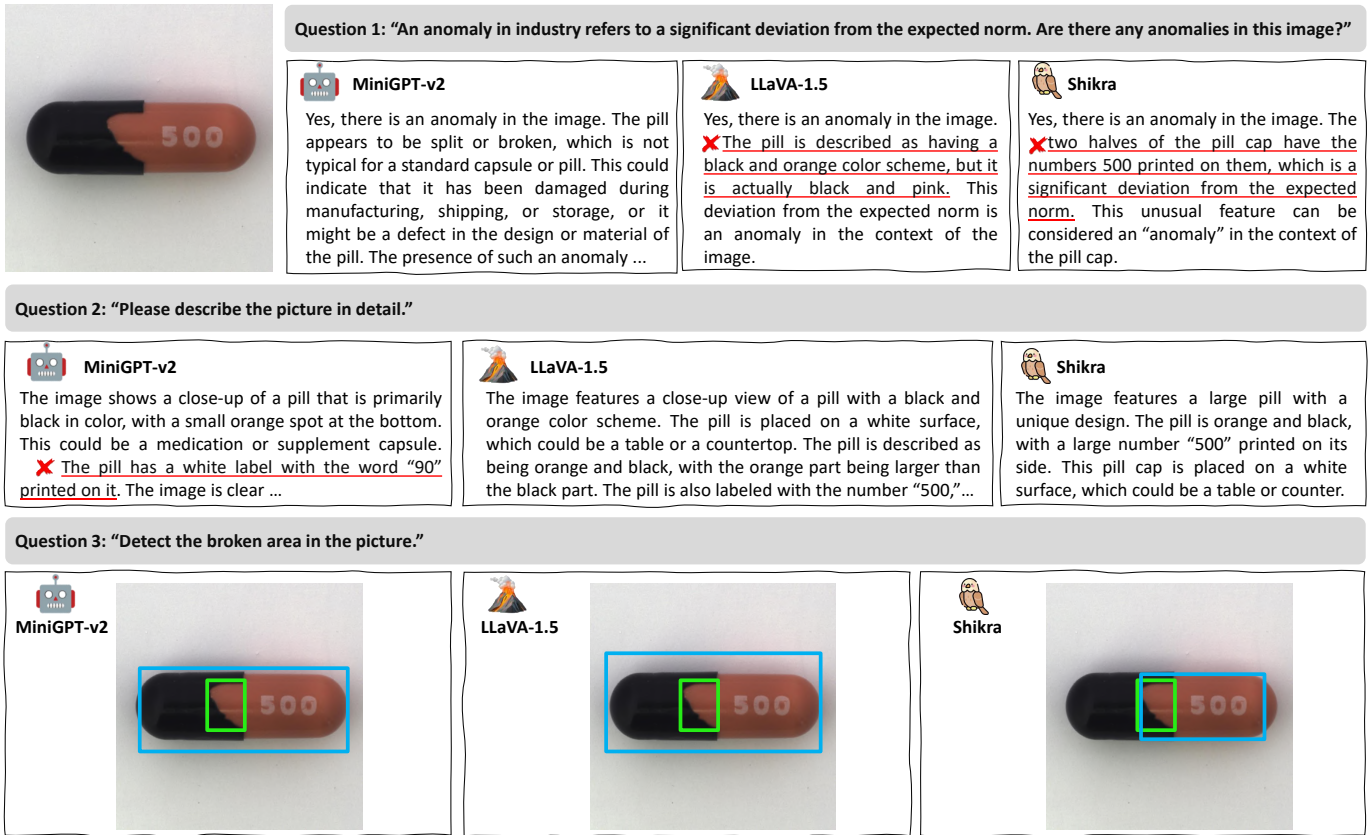 500
Question 1: “An anomaly in industry refers to a significant deviation from the expected norm. Are there any anomalies in this image?”
MiniGPT-v2
Yes, there is an anomaly in the image. The
pill appears to be split or broken, which is not
typical for a standard capsule or pill. This could
indicate that it has been damaged during
manufacturing, shipping, or storage, or it
might be a defect in the design or material of
the pill. The presence of such an anomaly ...
LLaVA-1.5
Yes, there is an anomaly in the image.
The pill is described as having a
black and orange color scheme, but it
is actually black and pink. This
deviation from the expected norm is
an anomaly in the context of the
image.
Shikra
Yes, there is an anomaly in the image. The
two halves of the pill cap have the
numbers 500 printed on them, which is a
significant deviation from the expected
norm. This unusual feature can be
considered an “anomaly” in the context of
the pill cap.
Question 2: “Please describe the picture in detail.”
MiniGPT-v2
The image shows a close-up of a pill that is primarily
black in color, with a small orange spot at the bottom.
This could be a medication or supplement capsule.
The pill has a white label with the word “90”
printed on it. The image is clear ...
LLaVA-1.5
The image features a close-up view of a pill with a black and
orange color scheme. The pill is placed on a white surface,
which could be a table or a countertop. The pill is described as
being orange and black, with the orange part being larger than
the black part. The pill is also labeled with the number “500,”...
Shikra
The image features a large pill with a
unique design. The pill is orange and black,
with a large number “500” printed on its
side. This pill cap is placed on a white
surface, which could be a table or counter.
Question 3: “Detect the broken area in the picture.”
MiniGPT-v2
500
LLaVA-1.5
500
Shikra
500